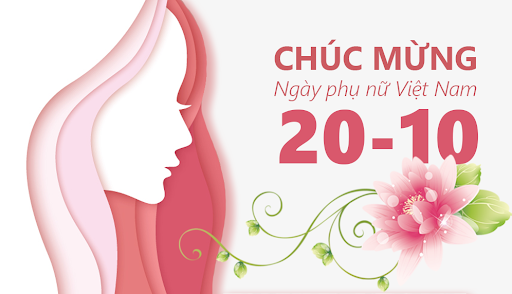 CHÚC MỪNG
Ngày phụ nữ Việt Nam
20-10